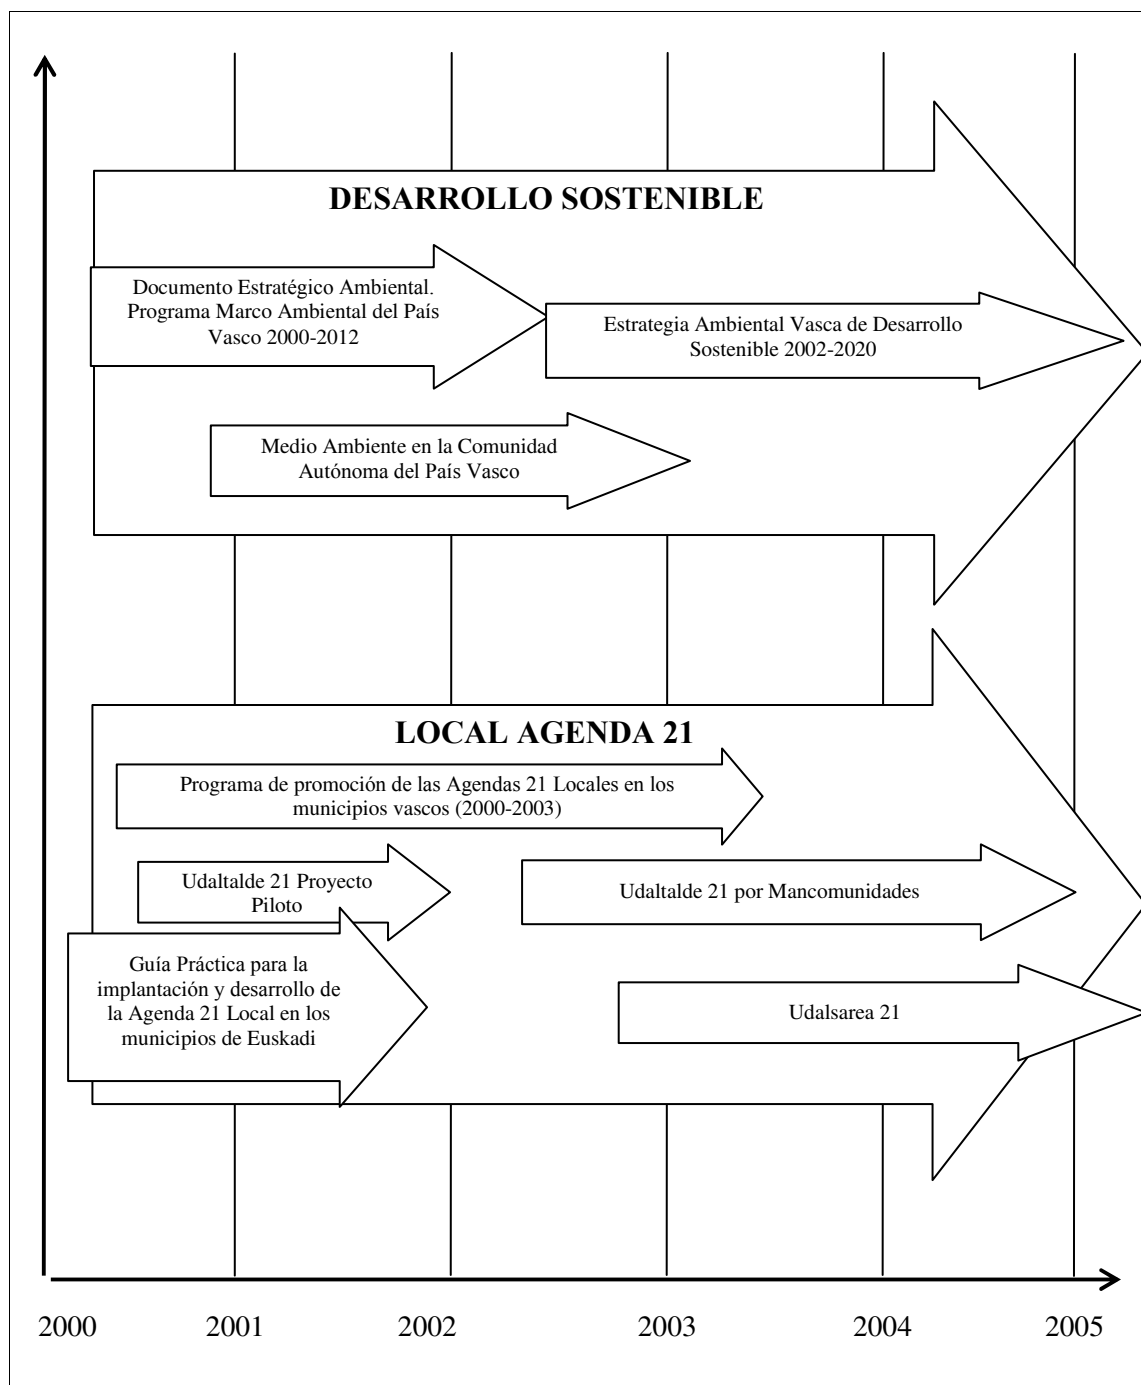 DESARROLLO SOSTENIBLE
Documento Estratégico Ambiental.
Programa Marco Ambiental del País
Vasco 2000-2012
Estrategia Ambiental Vasca de Desarrollo
Sostenible 2002-2020
Medio Ambiente en la Comunidad
Autónoma del País Vasco
LOCAL AGENDA 21
Programa de promoción de las Agendas 21 Locales en los
municipios vascos (2000-2003)
Udaltalde 21 Proyecto
Piloto
Udaltalde 21 por Mancomunidades
Guía Práctica para la
implantación y desarrollo de
la Agenda 21 Local en los
municipios de Euskadi
Udalsarea 21
2000 2001 2002 2003 2004 2005